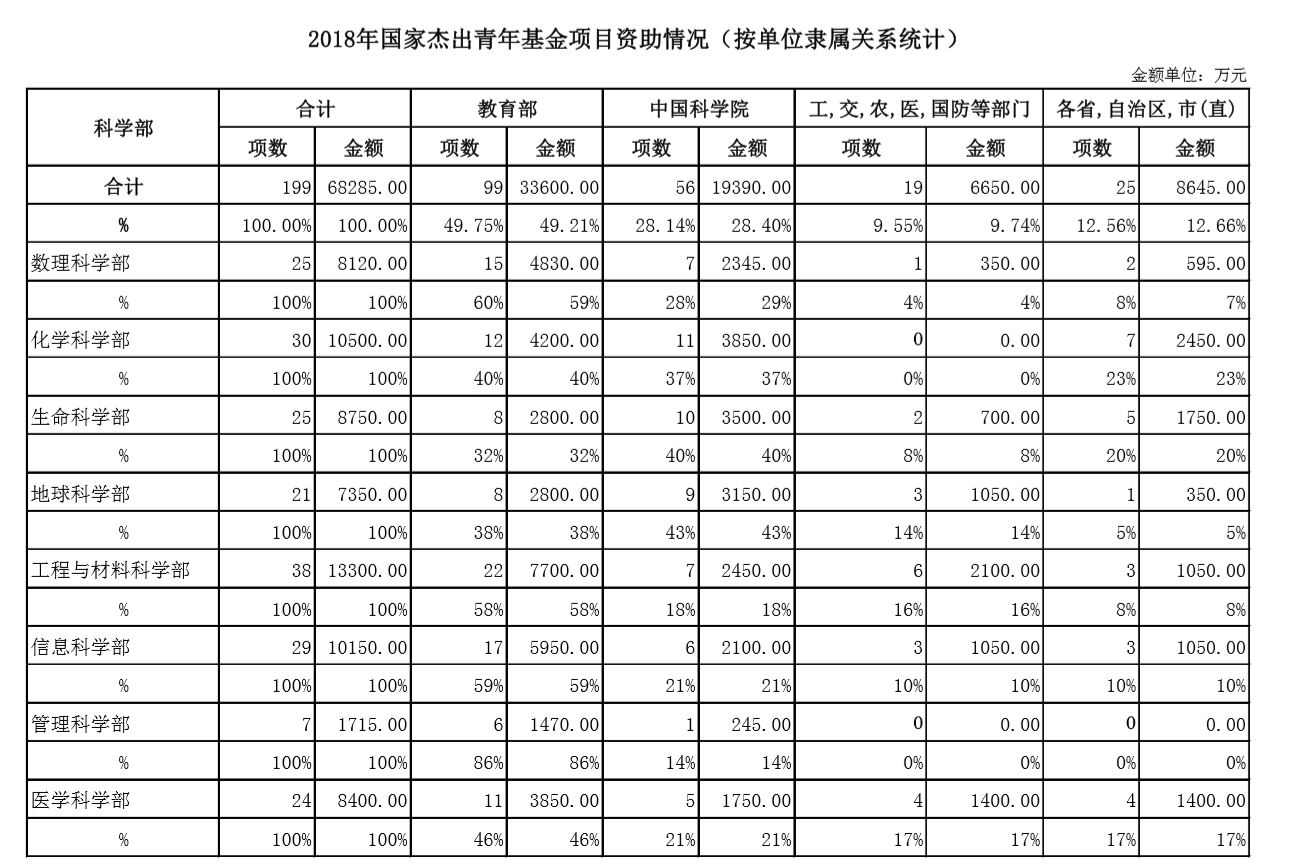 2018年国家杰出青年基金项目资助情况（按单位隶属关系统计）
金额单位：万元
科学部 合计 教育部 中国科学院 工,交,农,医,国防等部门 各省,自治区,市(直)
项数 金额 项数 金额 项数 金额 项数 金额 项数 金额
合计 199 68285.00 99 33600.00 56 19390.00 19 6650.00 25 8645.00
% 100.00% 100.00% 49.75% 49.21% 28.14% 28.40% 9.55% 9.74% 12.56% 12.66%
数理科学部 25 8120.00 15 4830.00 7 2345.00 1 350.00 2 595.00
% 100% 100% 60% 59% 28% 29% 4% 4% 8% 7%
化学科学部 30 10500.00 12 4200.00 11 3850.00 0 0.00 7 2450.00
% 100% 100% 40% 40% 37% 37% 0% 0% 23% 23%
生命科学部 25 8750.00 8 2800.00 10 3500.00 2 700.00 5 1750.00
% 100% 100% 32% 32% 40% 40% 8% 8% 20% 20%
地球科学部 21 7350.00 8 2800.00 9 3150.00 3 1050.00 1 350.00
% 100% 100% 38% 38% 43% 43% 14% 14% 5% 5%
工程与材料科学部 38 13300.00 22 7700.00 7 2450.00 6 2100.00 3 1050.00
% 100% 100% 58% 58% 18% 18% 16% 16% 8% 8%
信息科学部 29 10150.00 17 5950.00 6 2100.00 3 1050.00 3 1050.00
% 100% 100% 59% 59% 21% 21% 10% 10% 10% 10%
管理科学部 7 1715.00 6 1470.00 1 245.00 0 0.00 0 0.00
% 100% 100% 86% 86% 14% 14% 0% 0% 0% 0%
医学科学部 24 8400.00 11 3850.00 5 1750.00 4 1400.00 4 1400.00
% 100% 100% 46% 46% 21% 21% 17% 17% 17% 17%